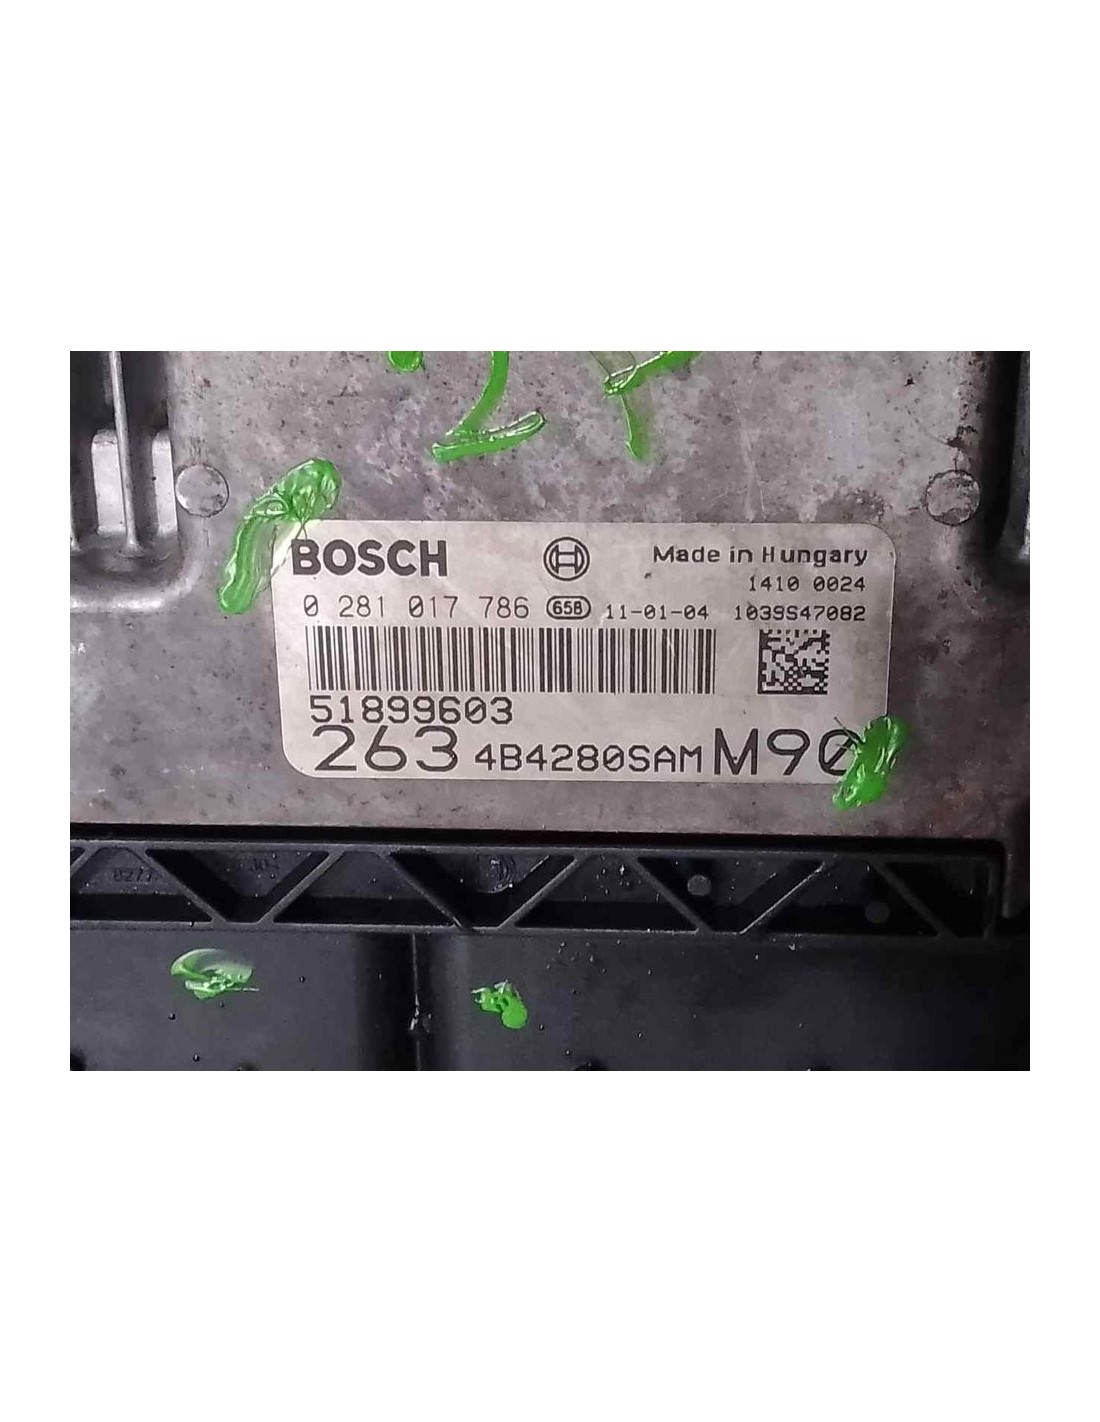 BOSCH
Made in Hungary
1410 0024
0 281 017 786 658 11-01-04 1039S47082
51899603
263 4B4280SAM M90